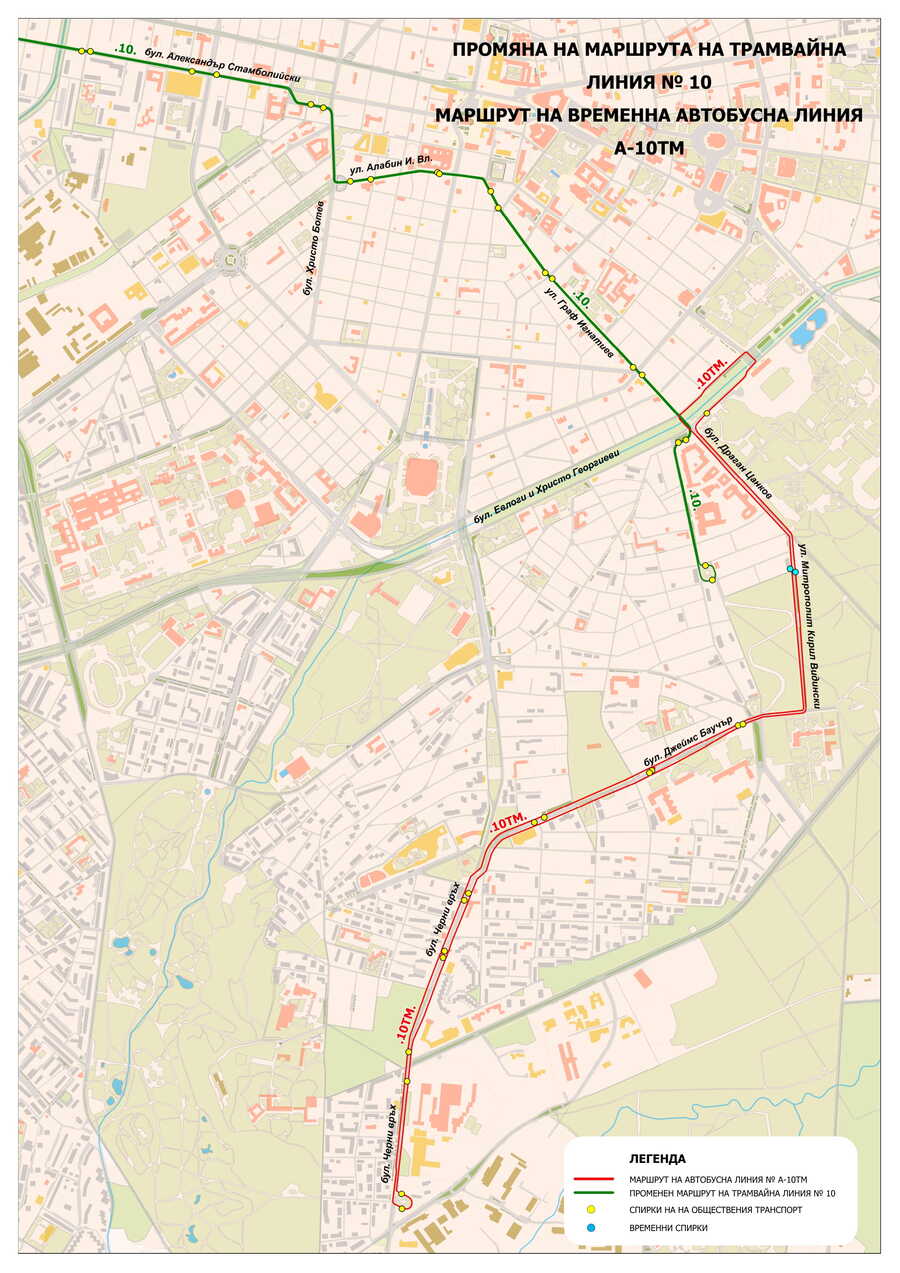 ПРОМЯНА НА МАРШРУТА НА ТРАМВАЙНА
ЛИНИЯ № 10
МАРШРУТ НА ВРЕМЕННА АВТОБУСНА ЛИНИЯ
А-10ТМ
.10.
бул. Александър Стамболийски
ул. Алабин И. Вл.
бул. Христо Ботев
.10.
ул. Граф Игнатиев
.10ТМ.
бул. Драган Цанков
бул. Евлоги и Христо Георгиеви
.10.
ул. Митрополит Кирил Видински
бул. Джеймс Баучър
.10ТМ.
бул. Черни връх
.10ТМ.
бул. Черни връх
ЛЕГЕНДА
МАРШРУТ НА АВТОБУСНА ЛИНИЯ № А-10ТМ
ПРОМЕНЕН МАРШРУТ НА ТРАМВАЙНА ЛИНИЯ № 10
СПИРКИ НА НА ОБЩЕСТВЕНИЯ ТРАНСПОРТ
ВРЕМЕННИ СПИРКИ